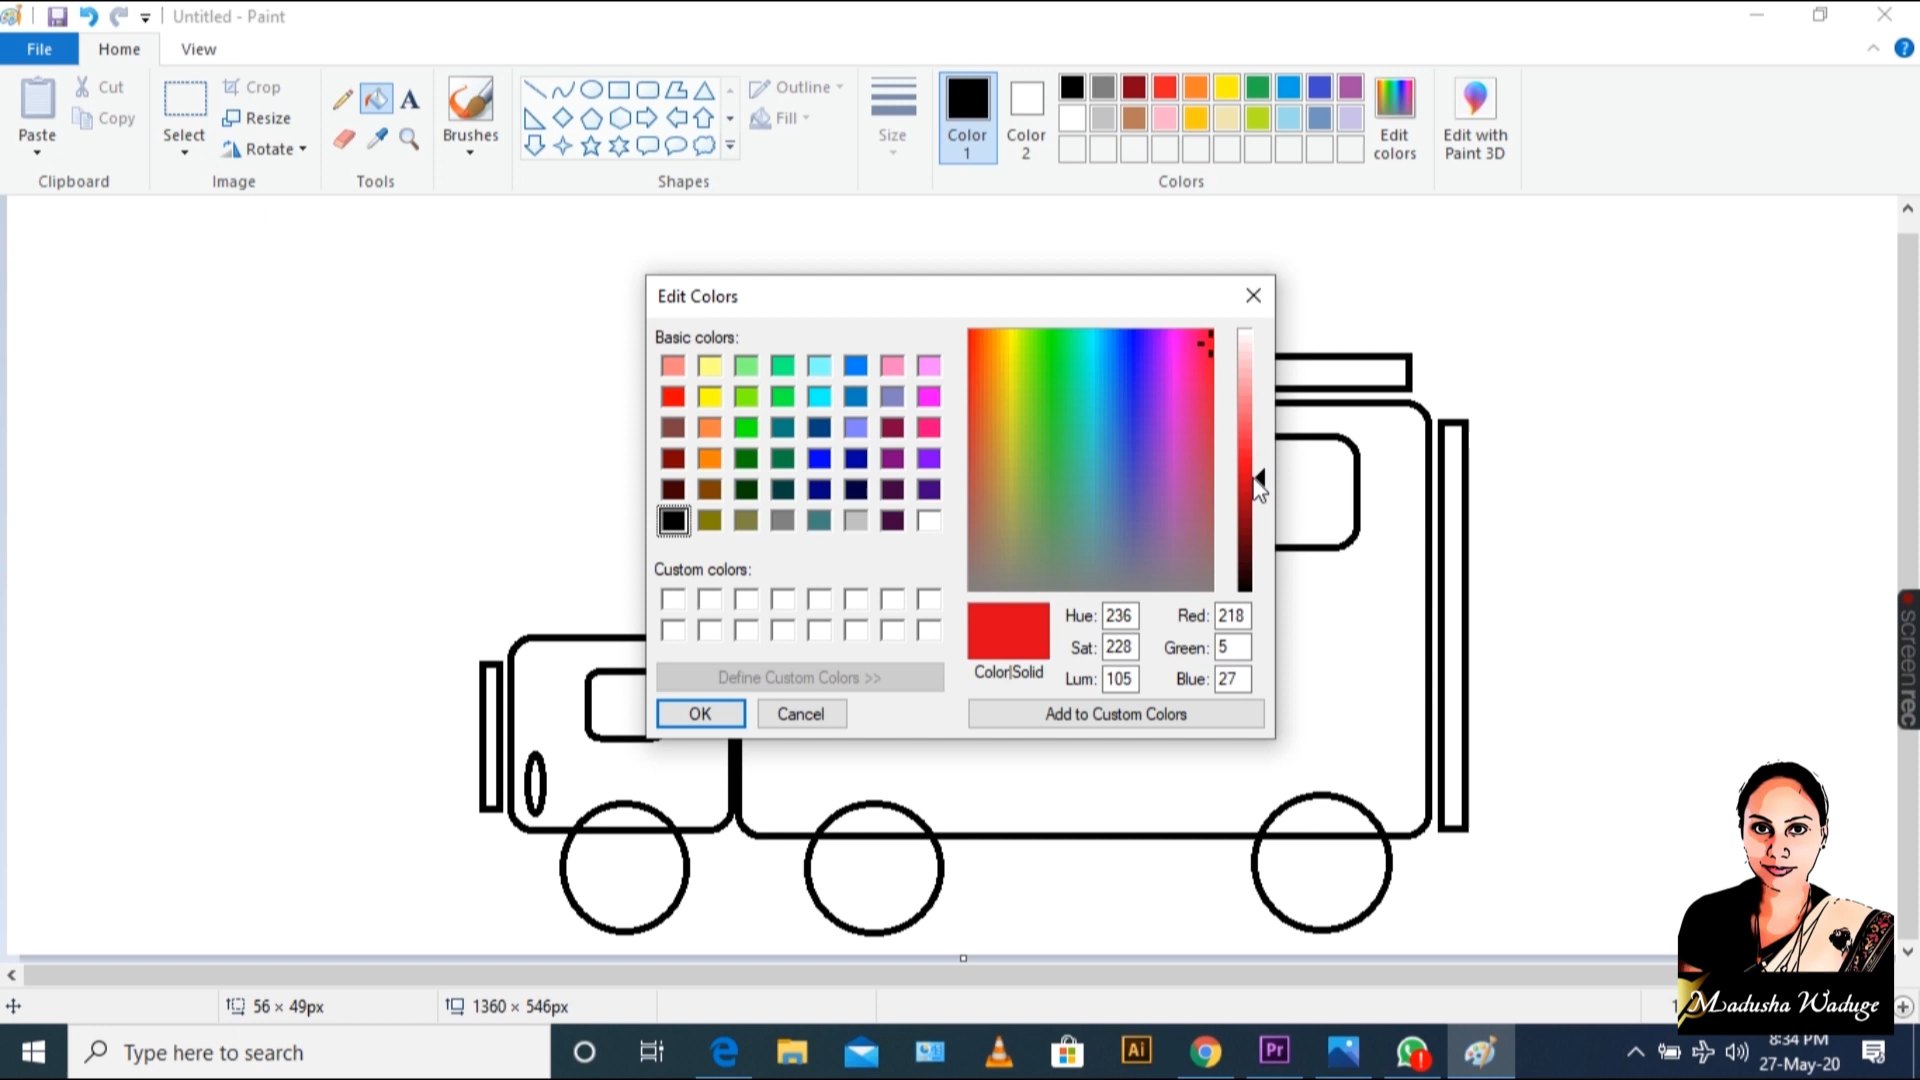 Untitled - Paint
File Home View
Paste
Cut
Copy
Clipboard
Select
Crop
Resize
Rotate
Image
A
Tools
Brushes
Shapes
Outline
Fill
Size
Color 1
Color 2
Edit colors
Colors
Edit with Paint 3D
Edit Colors
Basic colors:
Custom colors:
Define Custom Colors >>
OK
Cancel
Color|Solid
Hue: 236
Sat: 228
Lum: 105
Red: 218
Green: 5
Blue: 27
Add to Custom Colors
screenrec
56 × 49px
1360 × 546px
Madusha Waduge
Type here to search
Ai
Pr
8:34 PM
27-May-20